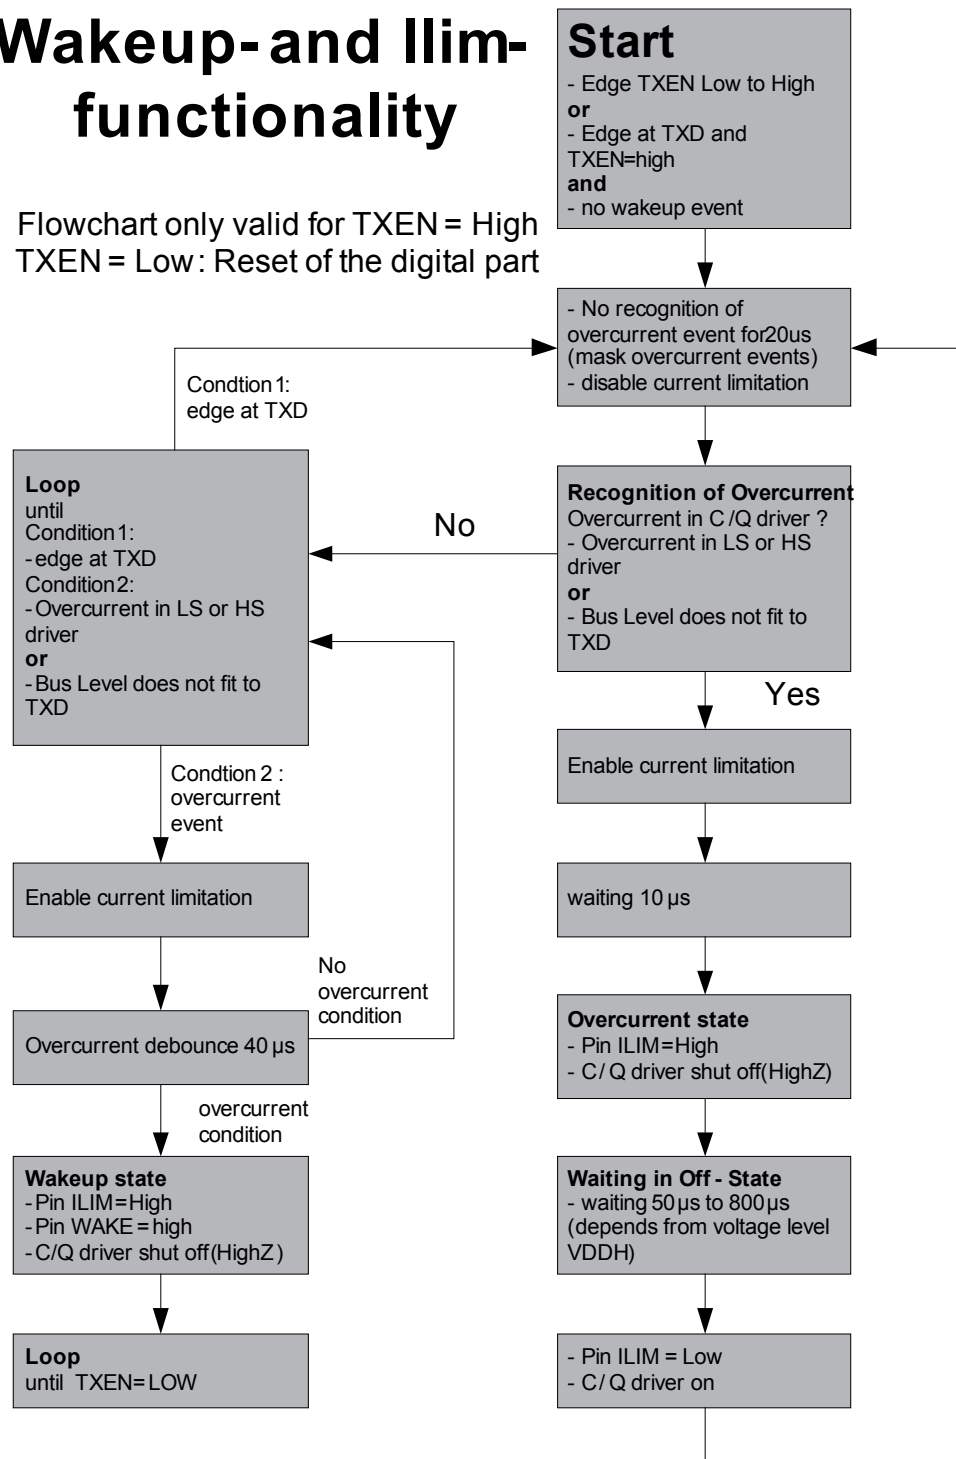 Wakeup- and Ilim-
functionality
Flowchart only valid for TXEN = High
TXEN = Low: Reset of the digital part
Start
- Edge TXEN Low to High
or
- Edge at TXD and
TXEN=high
and
- no wakeup event
- No recognition of
overcurrent event for20us
(mask overcurrent events)
- disable current limitation
Condtion 1:
edge at TXD
Loop
until
Condition 1:
- edge at TXD
Condition 2:
- Overcurrent in LS or HS
driver
or
- Bus Level does not fit to
TXD
No
Recognition of Overcurrent
Overcurrent in C/Q driver ?
- Overcurrent in LS or HS
driver
or
- Bus Level does not fit to
TXD
Yes
Condtion 2 :
overcurrent
event
Enable current limitation
Enable current limitation
waiting 10 µs
No
overcurrent
condition
Overcurrent debounce 40 µs
Overcurrent state
- Pin ILIM=High
- C/Q driver shut off(HighZ)
overcurrent
condition
Wakeup state
- Pin ILIM=High
- Pin WAKE = high
- C/Q driver shut off(HighZ)
Waiting in Off - State
- waiting 50µs to 800µs
(depends from voltage level
VDDH)
Loop
until TXEN=LOW
- Pin ILIM = Low
- C/Q driver on